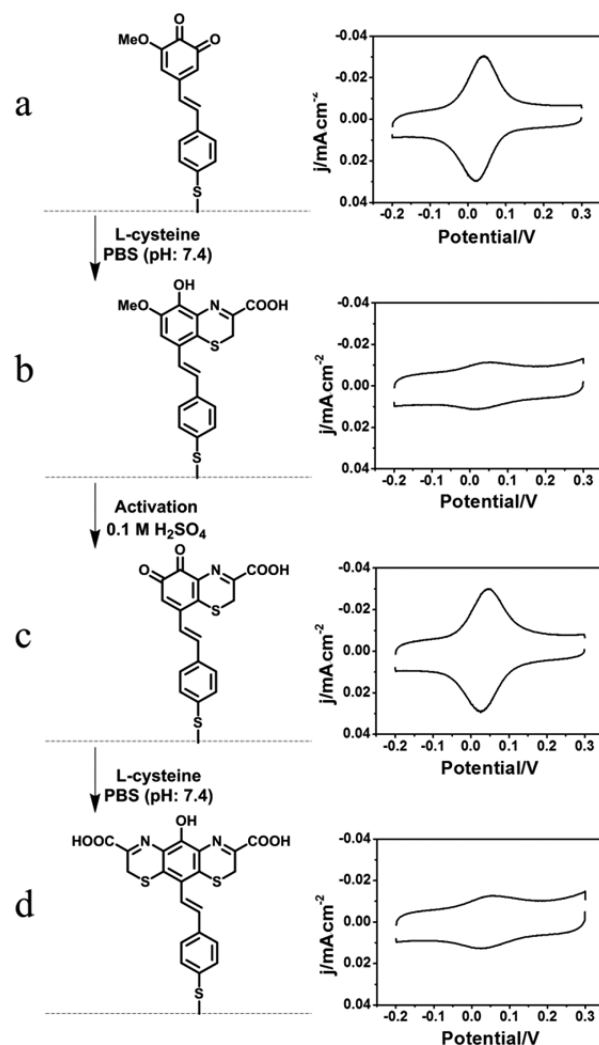 a
O
O
MeO
S
j/mAcm⁻²
-0.04
-0.02
0.00
0.02
0.04
-0.2 -0.1 0.0 0.1 0.2 0.3
Potential/V
L-cysteine
PBS (pH: 7.4)
b
OH
MeO
N
COOH
S
S
j/mAcm⁻²
-0.04
-0.02
0.00
0.02
0.04
-0.2 -0.1 0.0 0.1 0.2 0.3
Potential/V
Activation
0.1 M H₂SO₄
c
O
O
N
COOH
S
S
j/mAcm⁻²
-0.04
-0.02
0.00
0.02
0.04
-0.2 -0.1 0.0 0.1 0.2 0.3
Potential/V
L-cysteine
PBS (pH: 7.4)
d
HOOC
N
OH
N
COOH
S
S
S
j/mAcm⁻²
-0.04
-0.02
0.00
0.02
0.04
-0.2 -0.1 0.0 0.1 0.2 0.3
Potential/V